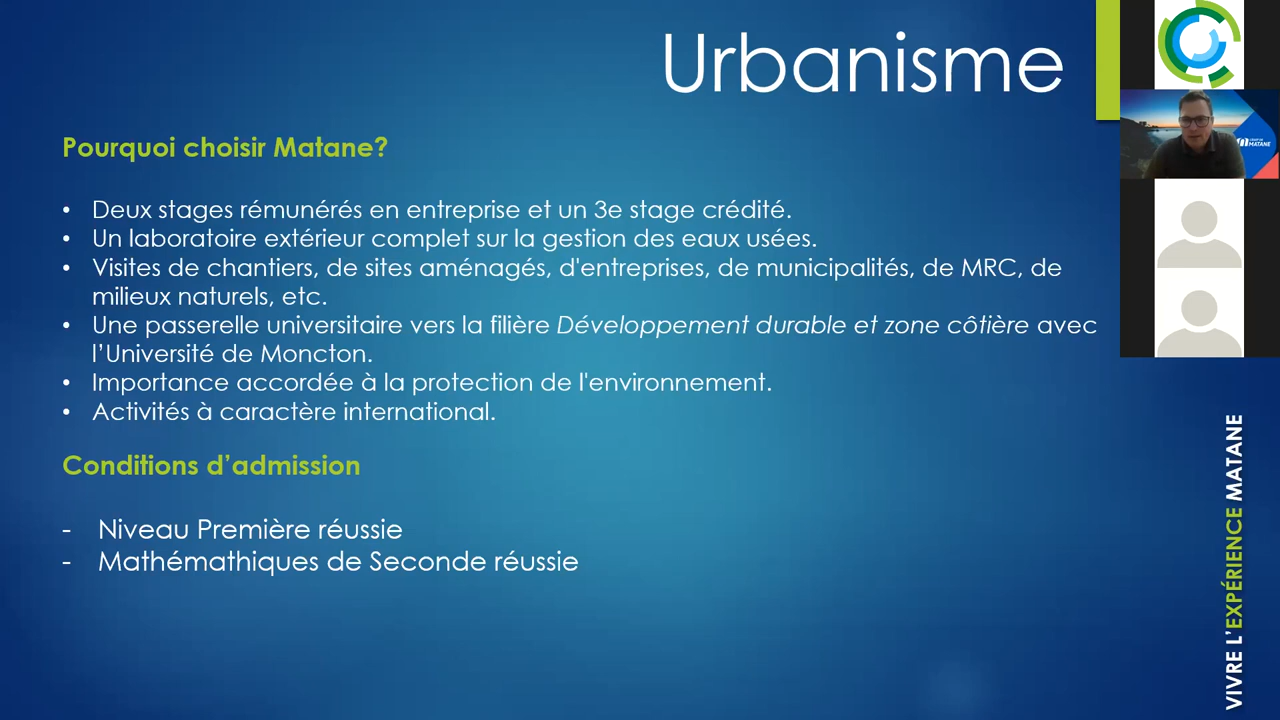 Urbanisme
Pourquoi choisir Matane?
• Deux stages rémunérés en entreprise et un 3e stage crédité.
• Un laboratoire extérieur complet sur la gestion des eaux usées.
• Visites de chantiers, de sites aménagés, d'entreprises, de municipalités, de MRC, de
milieux naturels, etc.
• Une passerelle universitaire vers la filière Développement durable et zone côtière avec
l’Université de Moncton.
• Importance accordée à la protection de l'environnement.
• Activités à caractère international.
Conditions d’admission
- Niveau Première réussie
- Mathémathiques de Seconde réussie
MATANE
VIVRE L’EXPÉRIENCE MATANE